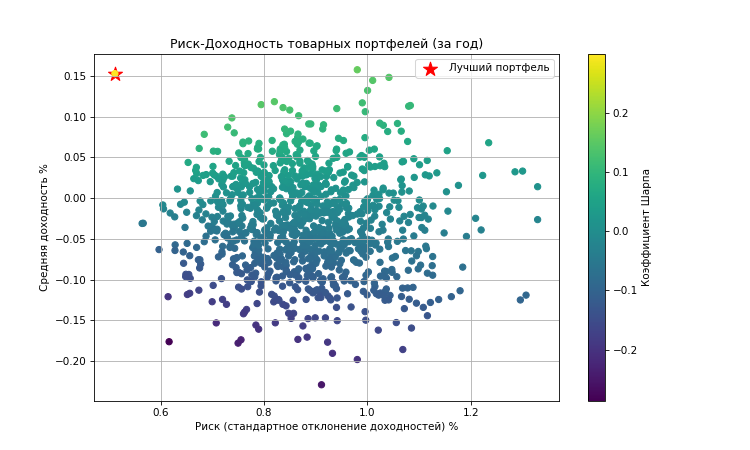 Риск-Доходность товарных портфелей (за год)
Лучший портфель
Средняя доходность %
0.15
0.10
0.05
0.00
−0.05
−0.10
−0.15
−0.20
0.6 0.8 1.0 1.2
Риск (стандартное отклонение доходностей) %
0.2
0.1
0.0
−0.1
−0.2
Коэффициент Шарпа